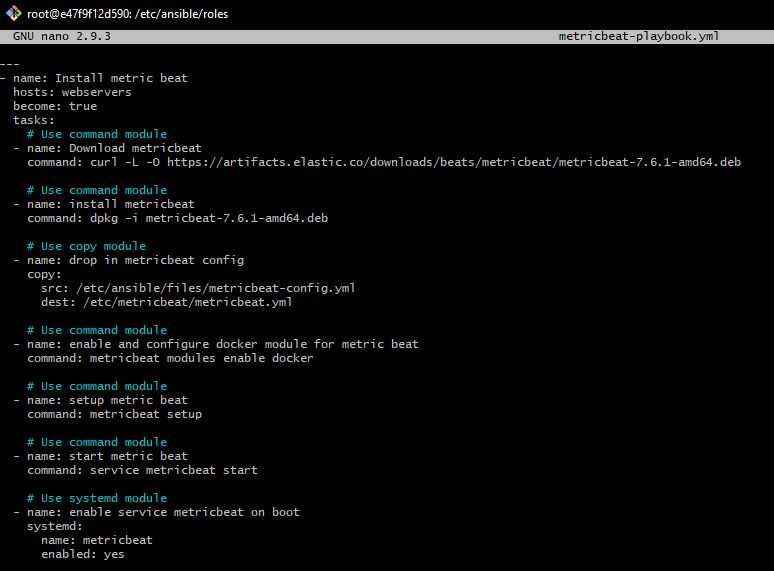 root@e47f9f12d590: /etc/ansible/roles
GNU nano 2.9.3 metricbeat-playbook.yml
---
- name: Install metric beat
  hosts: webservers
  become: true
  tasks:
    # Use command module
  - name: Download metricbeat
    command: curl -L -O https://artifacts.elastic.co/downloads/beats/metricbeat/metricbeat-7.6.1-amd64.deb
    # Use command module
  - name: install metricbeat
    command: dpkg -i metricbeat-7.6.1-amd64.deb
    # Use copy module
  - name: drop in metricbeat config
    copy:
      src: /etc/ansible/files/metricbeat-config.yml
      dest: /etc/metricbeat/metricbeat.yml
    # Use command module
  - name: enable and configure docker module for metric beat
    command: metricbeat modules enable docker
    # Use command module
  - name: setup metric beat
    command: metricbeat setup
    # Use command module
  - name: start metric beat
    command: service metricbeat start
    # Use systemd module
  - name: enable service metricbeat on boot
    systemd:
      name: metricbeat
      enabled: yes